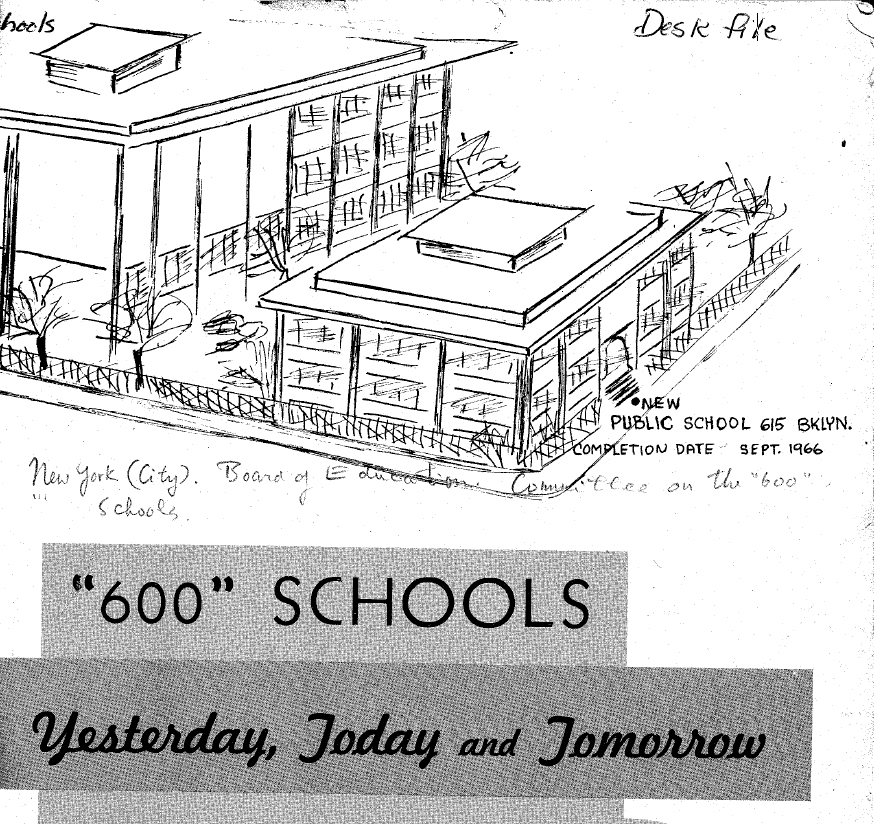 hools
Desk file
•NEW
PUBLIC SCHOOL 615 BKLYN.
COMPLETION DATE - SEPT. 1966
New York (City). Board of Education. Committee on the "600"
Schools.
"600" SCHOOLS
Yesterday, Today and Tomorrow